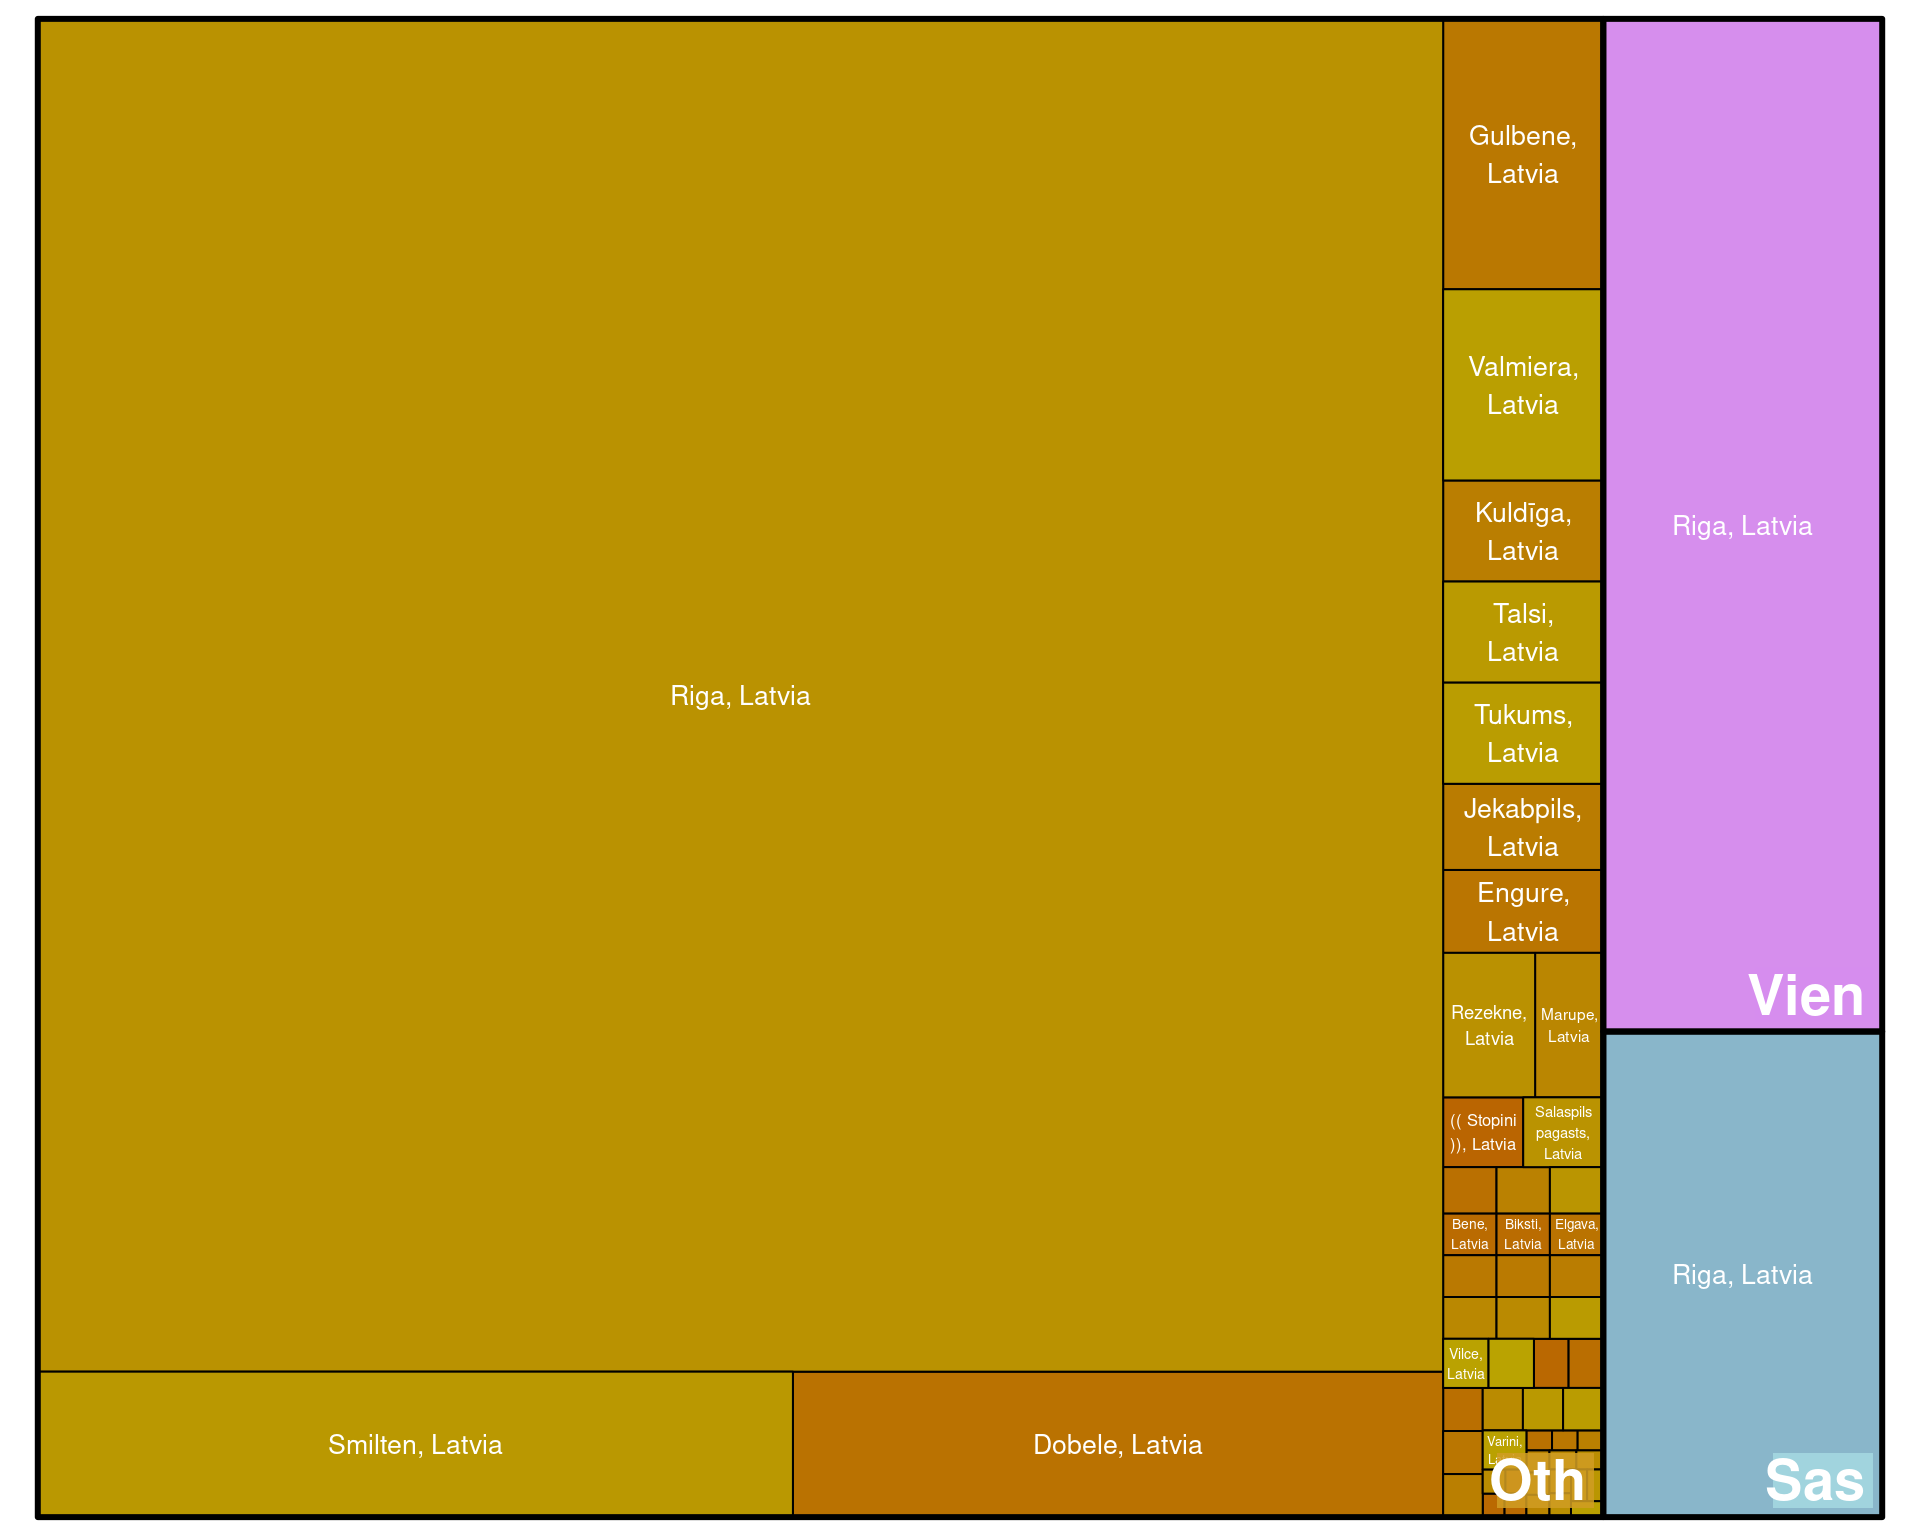 Riga, Latvia
Smilten, Latvia
Dobele, Latvia
Gulbene,
Latvia
Valmiera,
Latvia
Kuldīga,
Latvia
Talsi,
Latvia
Tukums,
Latvia
Jekabpils,
Latvia
Engure,
Latvia
Rezekne,
Latvia
Marupe,
Latvia
(( Stopini
)), Latvia
Salaspils
pagasts,
Latvia
Bene,
Latvia
Biksti,
Latvia
Elgava,
Latvia
Vilce,
Latvia
Varini,
Oth
Riga, Latvia
Vien
Riga, Latvia
Sas